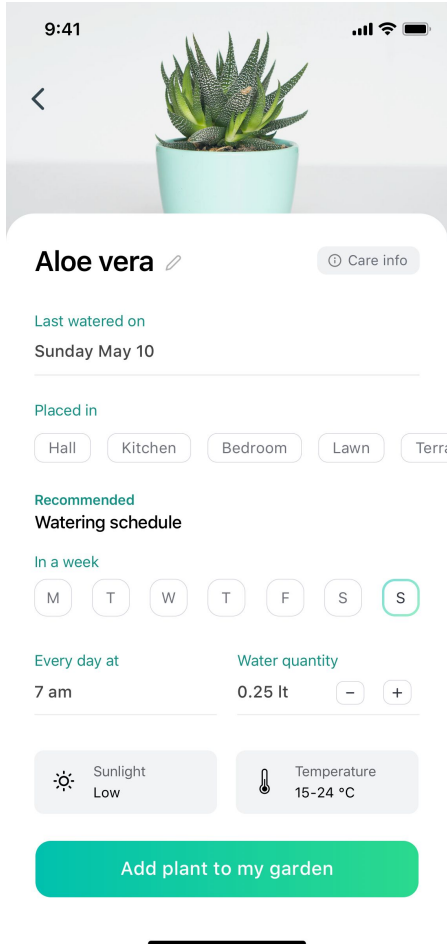 9:41
Aloe vera
Care info
Last watered on
Sunday May 10
Placed in
Hall Kitchen Bedroom Lawn Terra
Recommended
Watering schedule
In a week
M T W T F S S
Every day at Water quantity
7 am 0.25 lt − +
Sunlight Temperature
Low 15-24 °C
Add plant to my garden